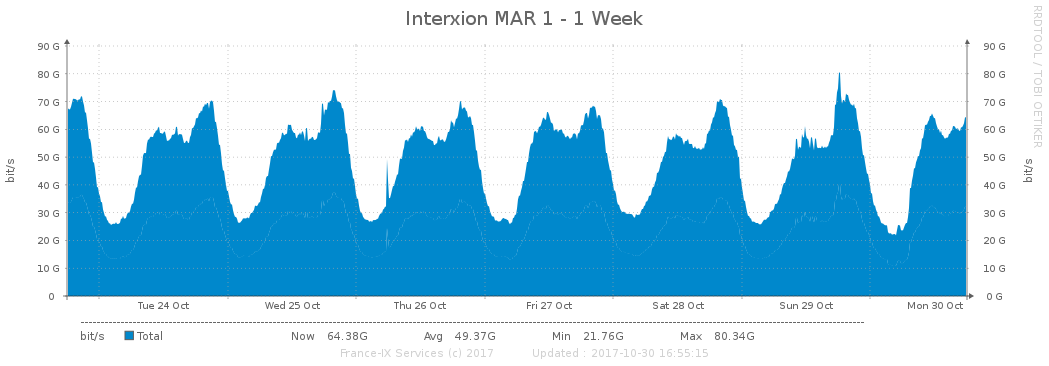 Interxion MAR 1 - 1 Week
RRDTOOL / TOBI OETIKER
bit/s
bit/s
90 G 90 G
80 G 80 G
70 G 70 G
60 G 60 G
50 G 50 G
40 G 40 G
30 G 30 G
20 G 20 G
10 G 10 G
0 0 G
Tue 24 Oct Wed 25 Oct Thu 26 Oct Fri 27 Oct Sat 28 Oct Sun 29 Oct Mon 30 Oct
bit/s Total Now 64.38G Avg 49.37G Min 21.76G Max 80.34G
France-IX Services (c) 2017 Updated : 2017-10-30 16:55:15